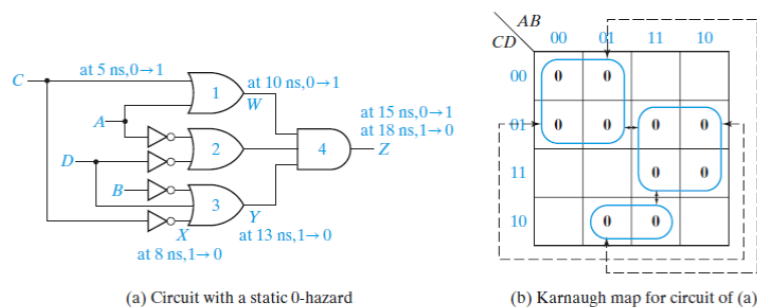 C
at 5 ns,0→1
1
at 10 ns,0→1
W
A
2
D
B
3
X
at 8 ns,1→0
Y
at 13 ns,1→0
4
at 15 ns,0→1
at 18 ns,1→0
Z
(a) Circuit with a static 0-hazard
AB
CD
00 01 11 10
00 0 0
01 0 0 0 0
11 0 0
10 0 0
(b) Karnaugh map for circuit of (a)